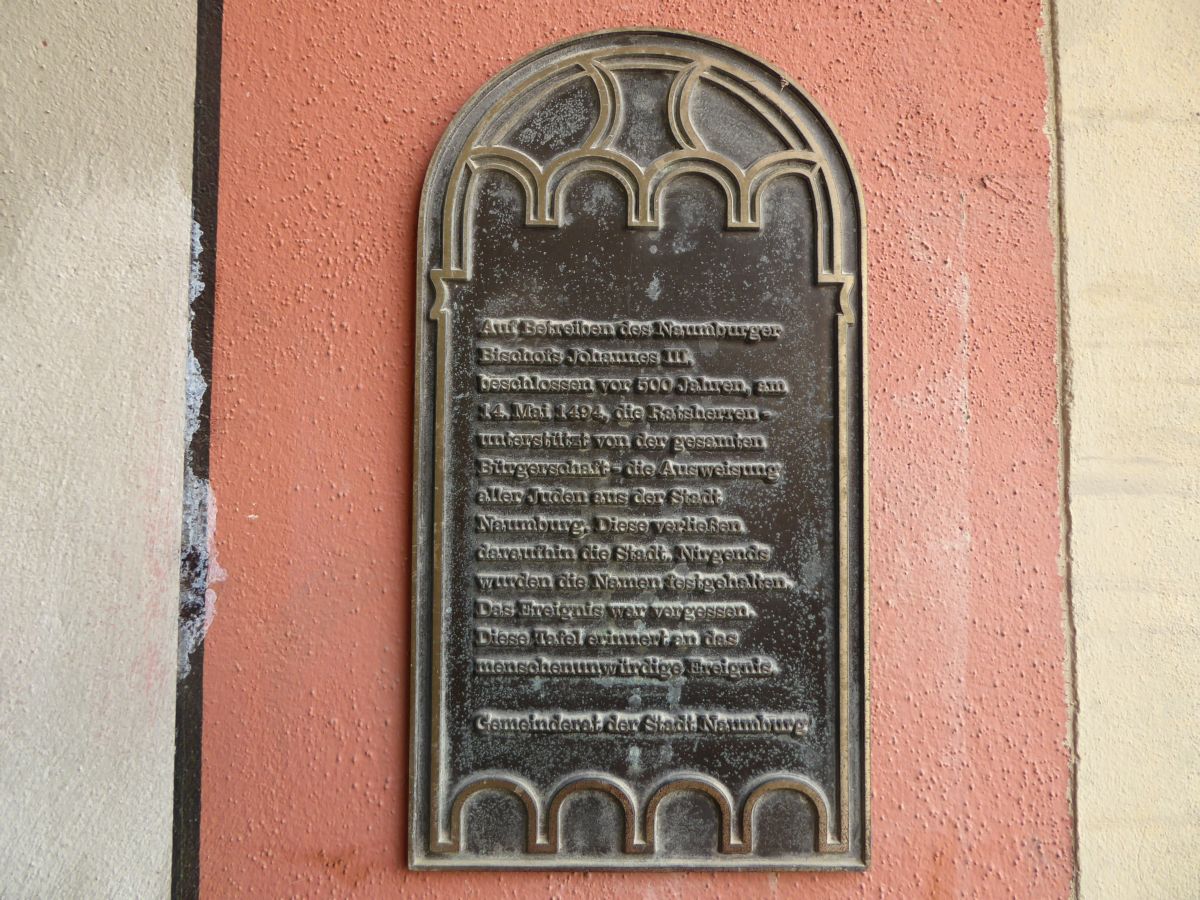 Auf Betreiben des Naumburger
Bischofs Johannes III.
beschlossen vor 500 Jahren, am
14. Mai 1494, die Ratsherren -
unterstützt von der gesamten
Bürgerschaft - die Ausweisung
aller Juden aus der Stadt
Naumburg. Diese verließen
daraufhin die Stadt. Nirgends
wurden die Namen festgehalten.
Das Ereignis war vergessen.
Diese Tafel erinnert an das
menschenunwürdige Ereignis.
Gemeinderat der Stadt Naumburg